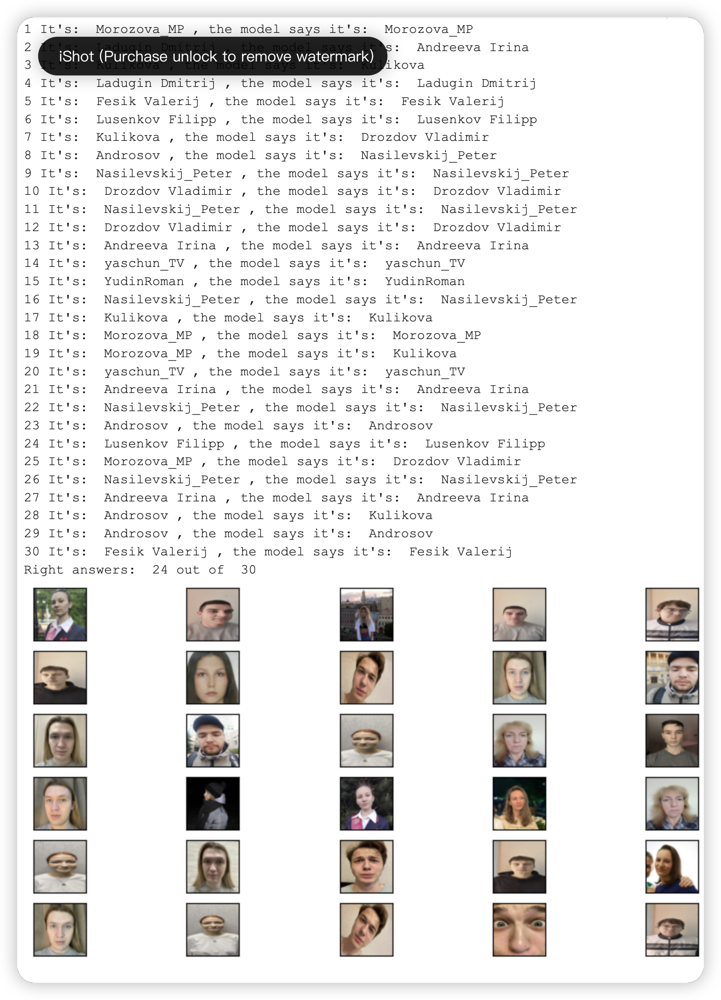 1 It's:  Morozova_MP , the model says it's:  Morozova_MP
2 It's:  Ladugin Dmitrij , the model says it's:  Andreeva Irina
iShot (Purchase unlock to remove watermark)
3 It's:  Kulikova , the model says it's:  Kulikova
4 It's:  Ladugin Dmitrij , the model says it's:  Ladugin Dmitrij
5 It's:  Fesik Valerij , the model says it's:  Fesik Valerij
6 It's:  Lusenkov Filipp , the model says it's:  Lusenkov Filipp
7 It's:  Kulikova , the model says it's:  Drozdov Vladimir
8 It's:  Androsov , the model says it's:  Nasilevskij_Peter
9 It's:  Nasilevskij_Peter , the model says it's:  Nasilevskij_Peter
10 It's:  Drozdov Vladimir , the model says it's:  Drozdov Vladimir
11 It's:  Nasilevskij_Peter , the model says it's:  Nasilevskij_Peter
12 It's:  Drozdov Vladimir , the model says it's:  Drozdov Vladimir
13 It's:  Andreeva Irina , the model says it's:  Andreeva Irina
14 It's:  yaschun_TV , the model says it's:  yaschun_TV
15 It's:  YudinRoman , the model says it's:  YudinRoman
16 It's:  Nasilevskij_Peter , the model says it's:  Nasilevskij_Peter
17 It's:  Kulikova , the model says it's:  Kulikova
18 It's:  Morozova_MP , the model says it's:  Morozova_MP
19 It's:  Morozova_MP , the model says it's:  Kulikova
20 It's:  yaschun_TV , the model says it's:  yaschun_TV
21 It's:  Andreeva Irina , the model says it's:  Andreeva Irina
22 It's:  Nasilevskij_Peter , the model says it's:  Nasilevskij_Peter
23 It's:  Androsov , the model says it's:  Androsov
24 It's:  Lusenkov Filipp , the model says it's:  Lusenkov Filipp
25 It's:  Morozova_MP , the model says it's:  Drozdov Vladimir
26 It's:  Nasilevskij_Peter , the model says it's:  Nasilevskij_Peter
27 It's:  Andreeva Irina , the model says it's:  Andreeva Irina
28 It's:  Androsov , the model says it's:  Kulikova
29 It's:  Androsov , the model says it's:  Androsov
30 It's:  Fesik Valerij , the model says it's:  Fesik Valerij
Right answers:  24 out of  30